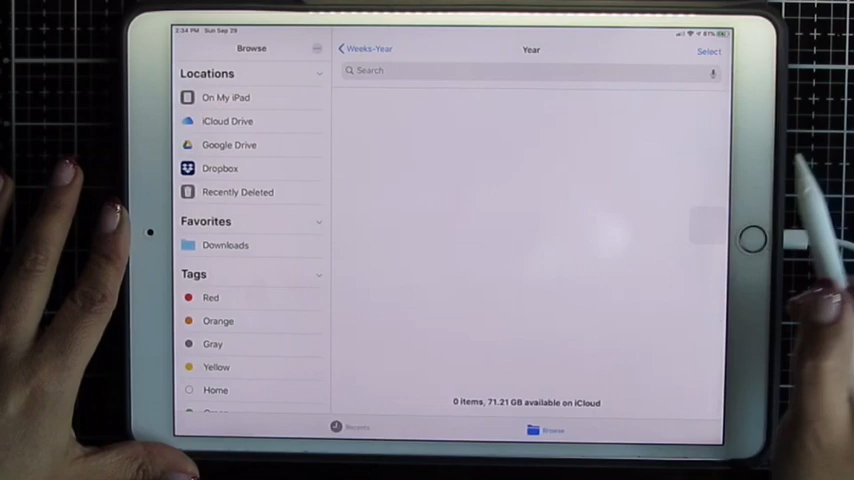 2:34 PM Sun Sep 29
81%
Browse
Weeks-Year
Year
Select
Search
Locations
On My iPad
iCloud Drive
Google Drive
Dropbox
Recently Deleted
Favorites
Downloads
Tags
Red
Orange
Gray
Yellow
Home
0 items, 71.21 GB available on iCloud
Recents
Browse